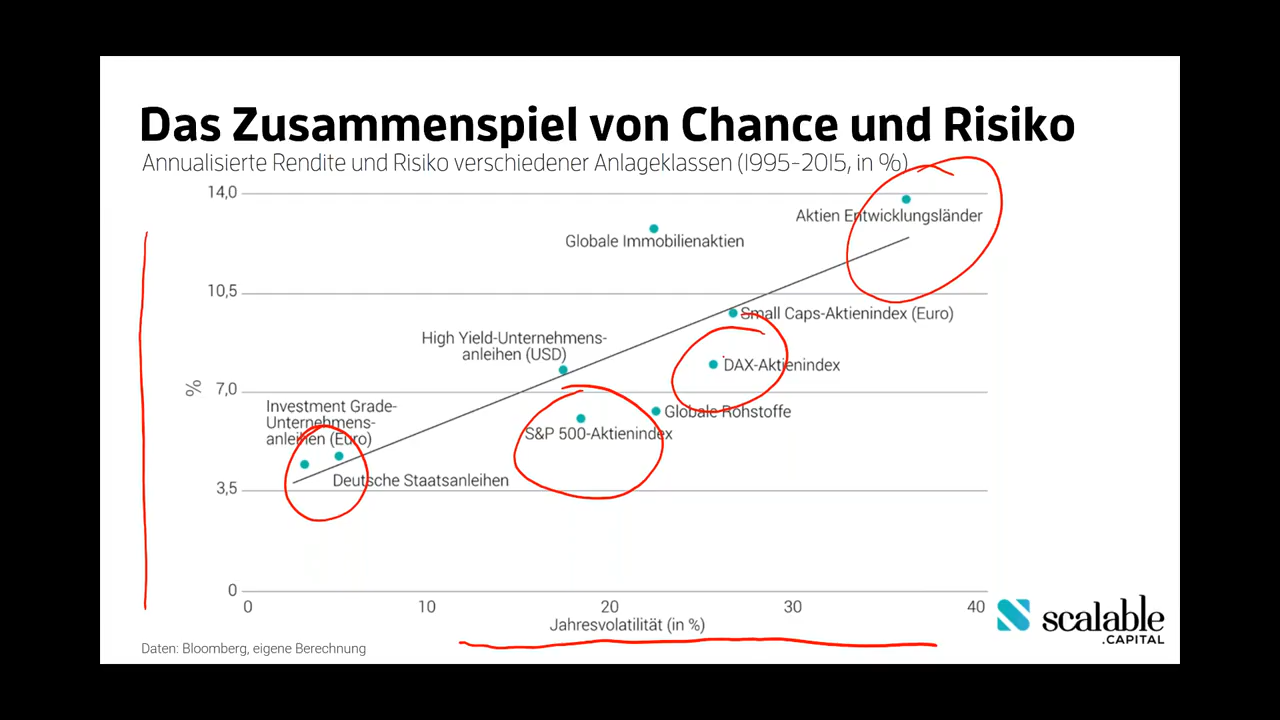 Das Zusammenspiel von Chance und Risiko
Annualisierte Rendite und Risiko verschiedener Anlageklassen (1995-2015, in %)
14,0
Aktien Entwicklungsländer
Globale Immobilienaktien
10,5
Small Caps-Aktienindex (Euro)
High Yield-Unternehmens-
anleihen (USD)
DAX-Aktienindex
%
7,0
Investment Grade-
Unternehmens-
anleihen (Euro)
Globale Rohstoffe
S&P 500-Aktienindex
Deutsche Staatsanleihen
3,5
0
0 10 20 30 40
Jahresvolatilität (in %)
scalable
.CAPITAL
Daten: Bloomberg, eigene Berechnung